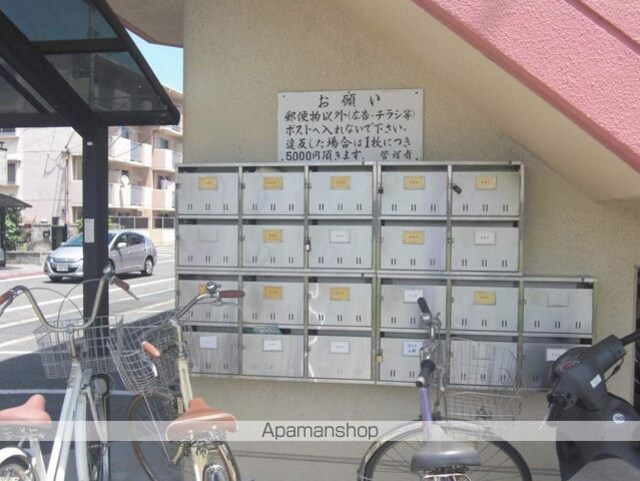 お願い
郵便物以外(広告・チラシ等)
ポストへ入れないで下さい。
違反した場合は1枚につき
5000円頂きます。 管理者.
Apamanshop